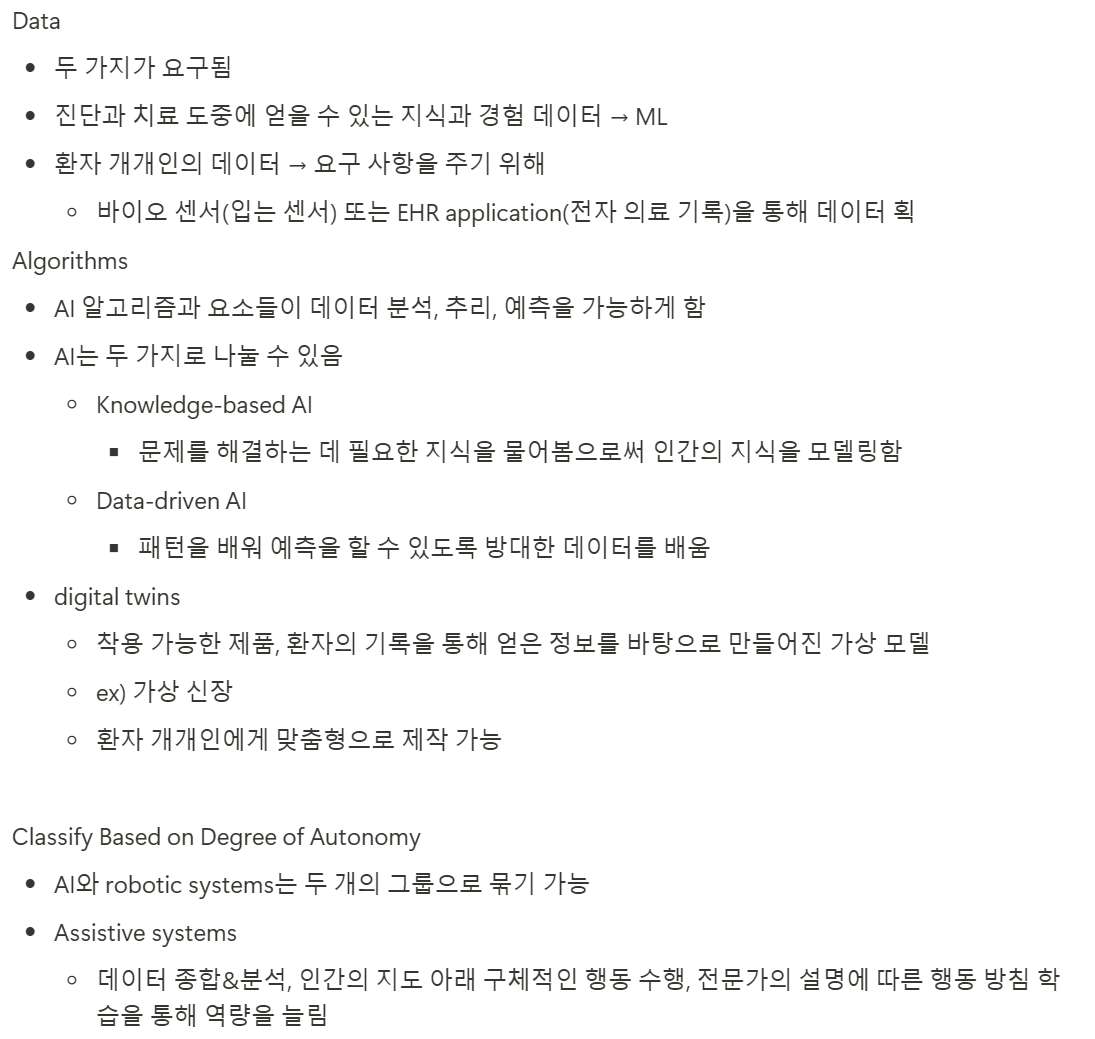 Data
• 두 가지가 요구됨
• 진단과 치료 도중에 얻을 수 있는 지식과 경험 데이터 → ML
• 환자 개개인의 데이터 → 요구 사항을 주기 위해
○ 바이오 센서(입는 센서) 또는 EHR application(전자 의료 기록)을 통해 데이터 획
Algorithms
• AI 알고리즘과 요소들이 데이터 분석, 추리, 예측을 가능하게 함
• AI는 두 가지로 나눌 수 있음
○ Knowledge-based AI
▪ 문제를 해결하는 데 필요한 지식을 물어봄으로써 인간의 지식을 모델링함
○ Data-driven AI
▪ 패턴을 배워 예측을 할 수 있도록 방대한 데이터를 배움
• digital twins
○ 착용 가능한 제품, 환자의 기록을 통해 얻은 정보를 바탕으로 만들어진 가상 모델
○ ex) 가상 신장
○ 환자 개개인에게 맞춤형으로 제작 가능
Classify Based on Degree of Autonomy
• AI와 robotic systems는 두 개의 그룹으로 묶기 가능
• Assistive systems
○ 데이터 종합&분석, 인간의 지도 아래 구체적인 행동 수행, 전문가의 설명에 따른 행동 방침 학
습을 통해 역량을 늘림